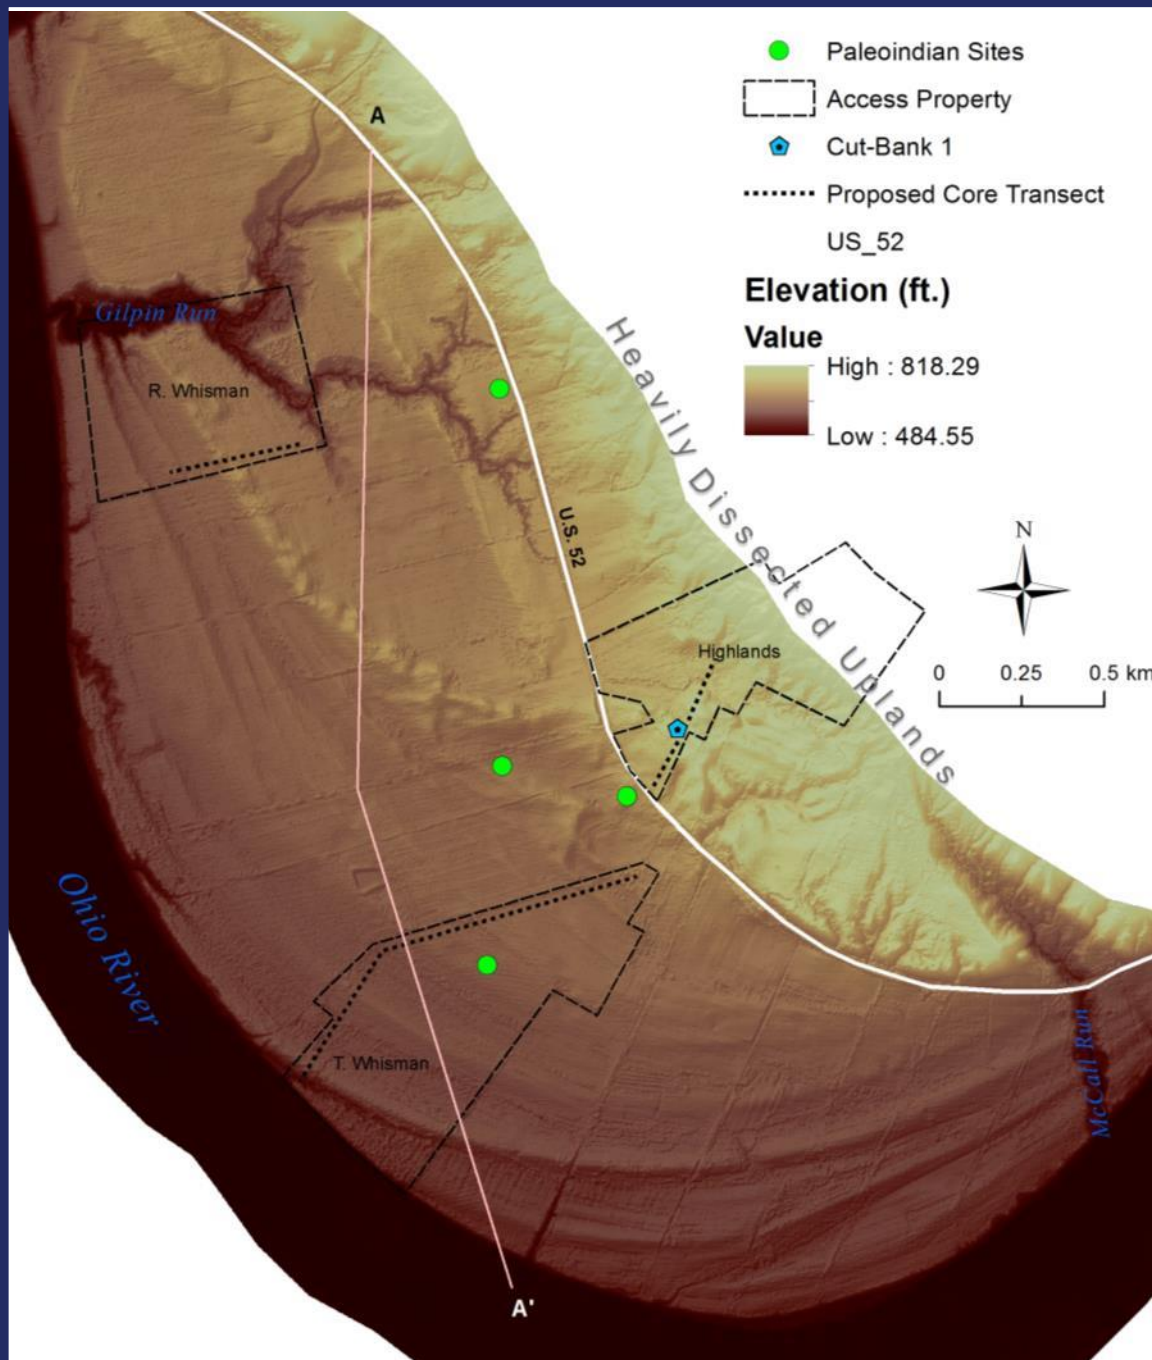 Paleoindian Sites
Access Property
Cut-Bank 1
Proposed Core Transect
US_52
Elevation (ft.)
Value
High : 818.29
Low : 484.55
A
Gilpin Run
R. Whisman
Heavily Dissected Uplands
U.S. 52
N
0 0.25 0.5 km
Highlands
Ohio River
T. Whisman
McCall Run
A'